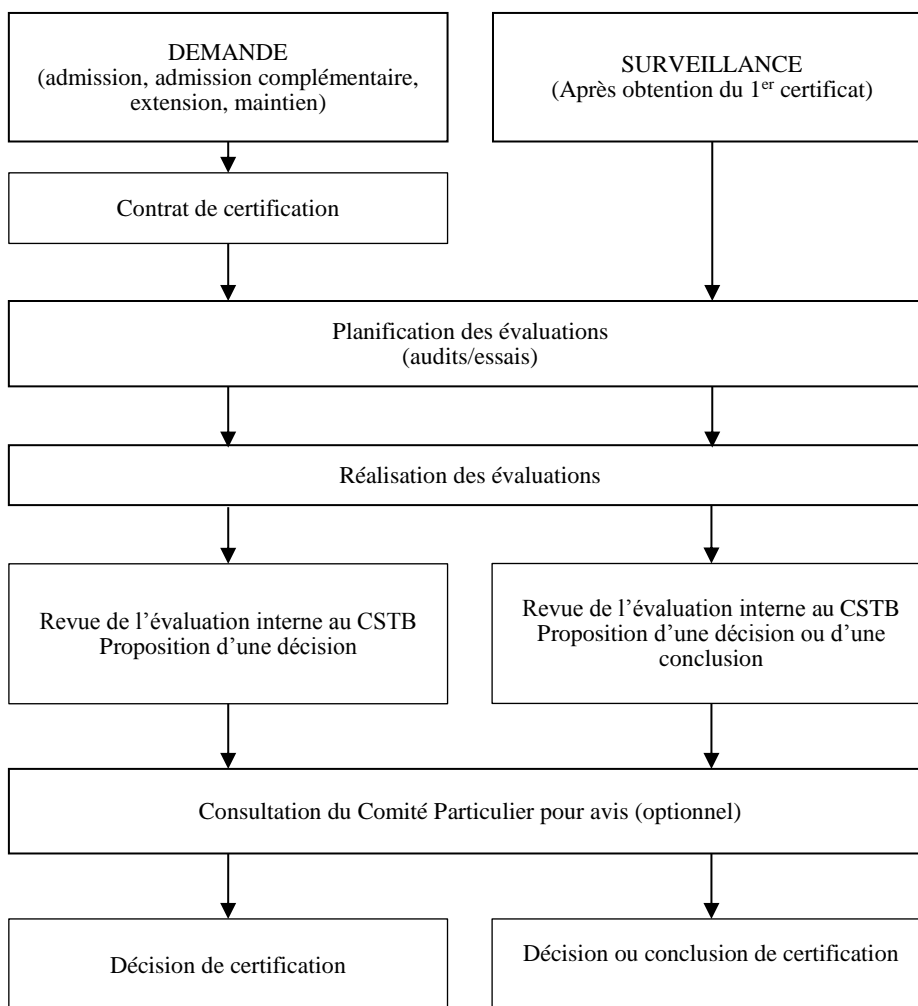 DEMANDE
(admission, admission complémentaire,
extension, maintien)
SURVEILLANCE
(Après obtention du 1er certificat)
Contrat de certification
Planification des évaluations
(audits/essais)
Réalisation des évaluations
Revue de l’évaluation interne au CSTB
Proposition d’une décision
Revue de l’évaluation interne au CSTB
Proposition d’une décision ou d’une
conclusion
Consultation du Comité Particulier pour avis (optionnel)
Décision de certification
Décision ou conclusion de certification